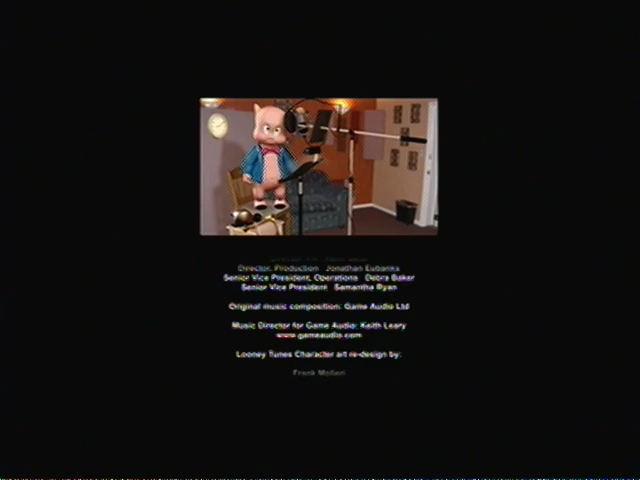 Director, Production Jonathan Eubanks
Senior Vice President, Operations Debra Baker
Senior Vice President Samantha Ryan
Original music composition: Game Audio Ltd
Music Director for Game Audio: Keith Leary
www.gameaudio.com
Looney Tunes Character art re-design by:
Frank Molieri